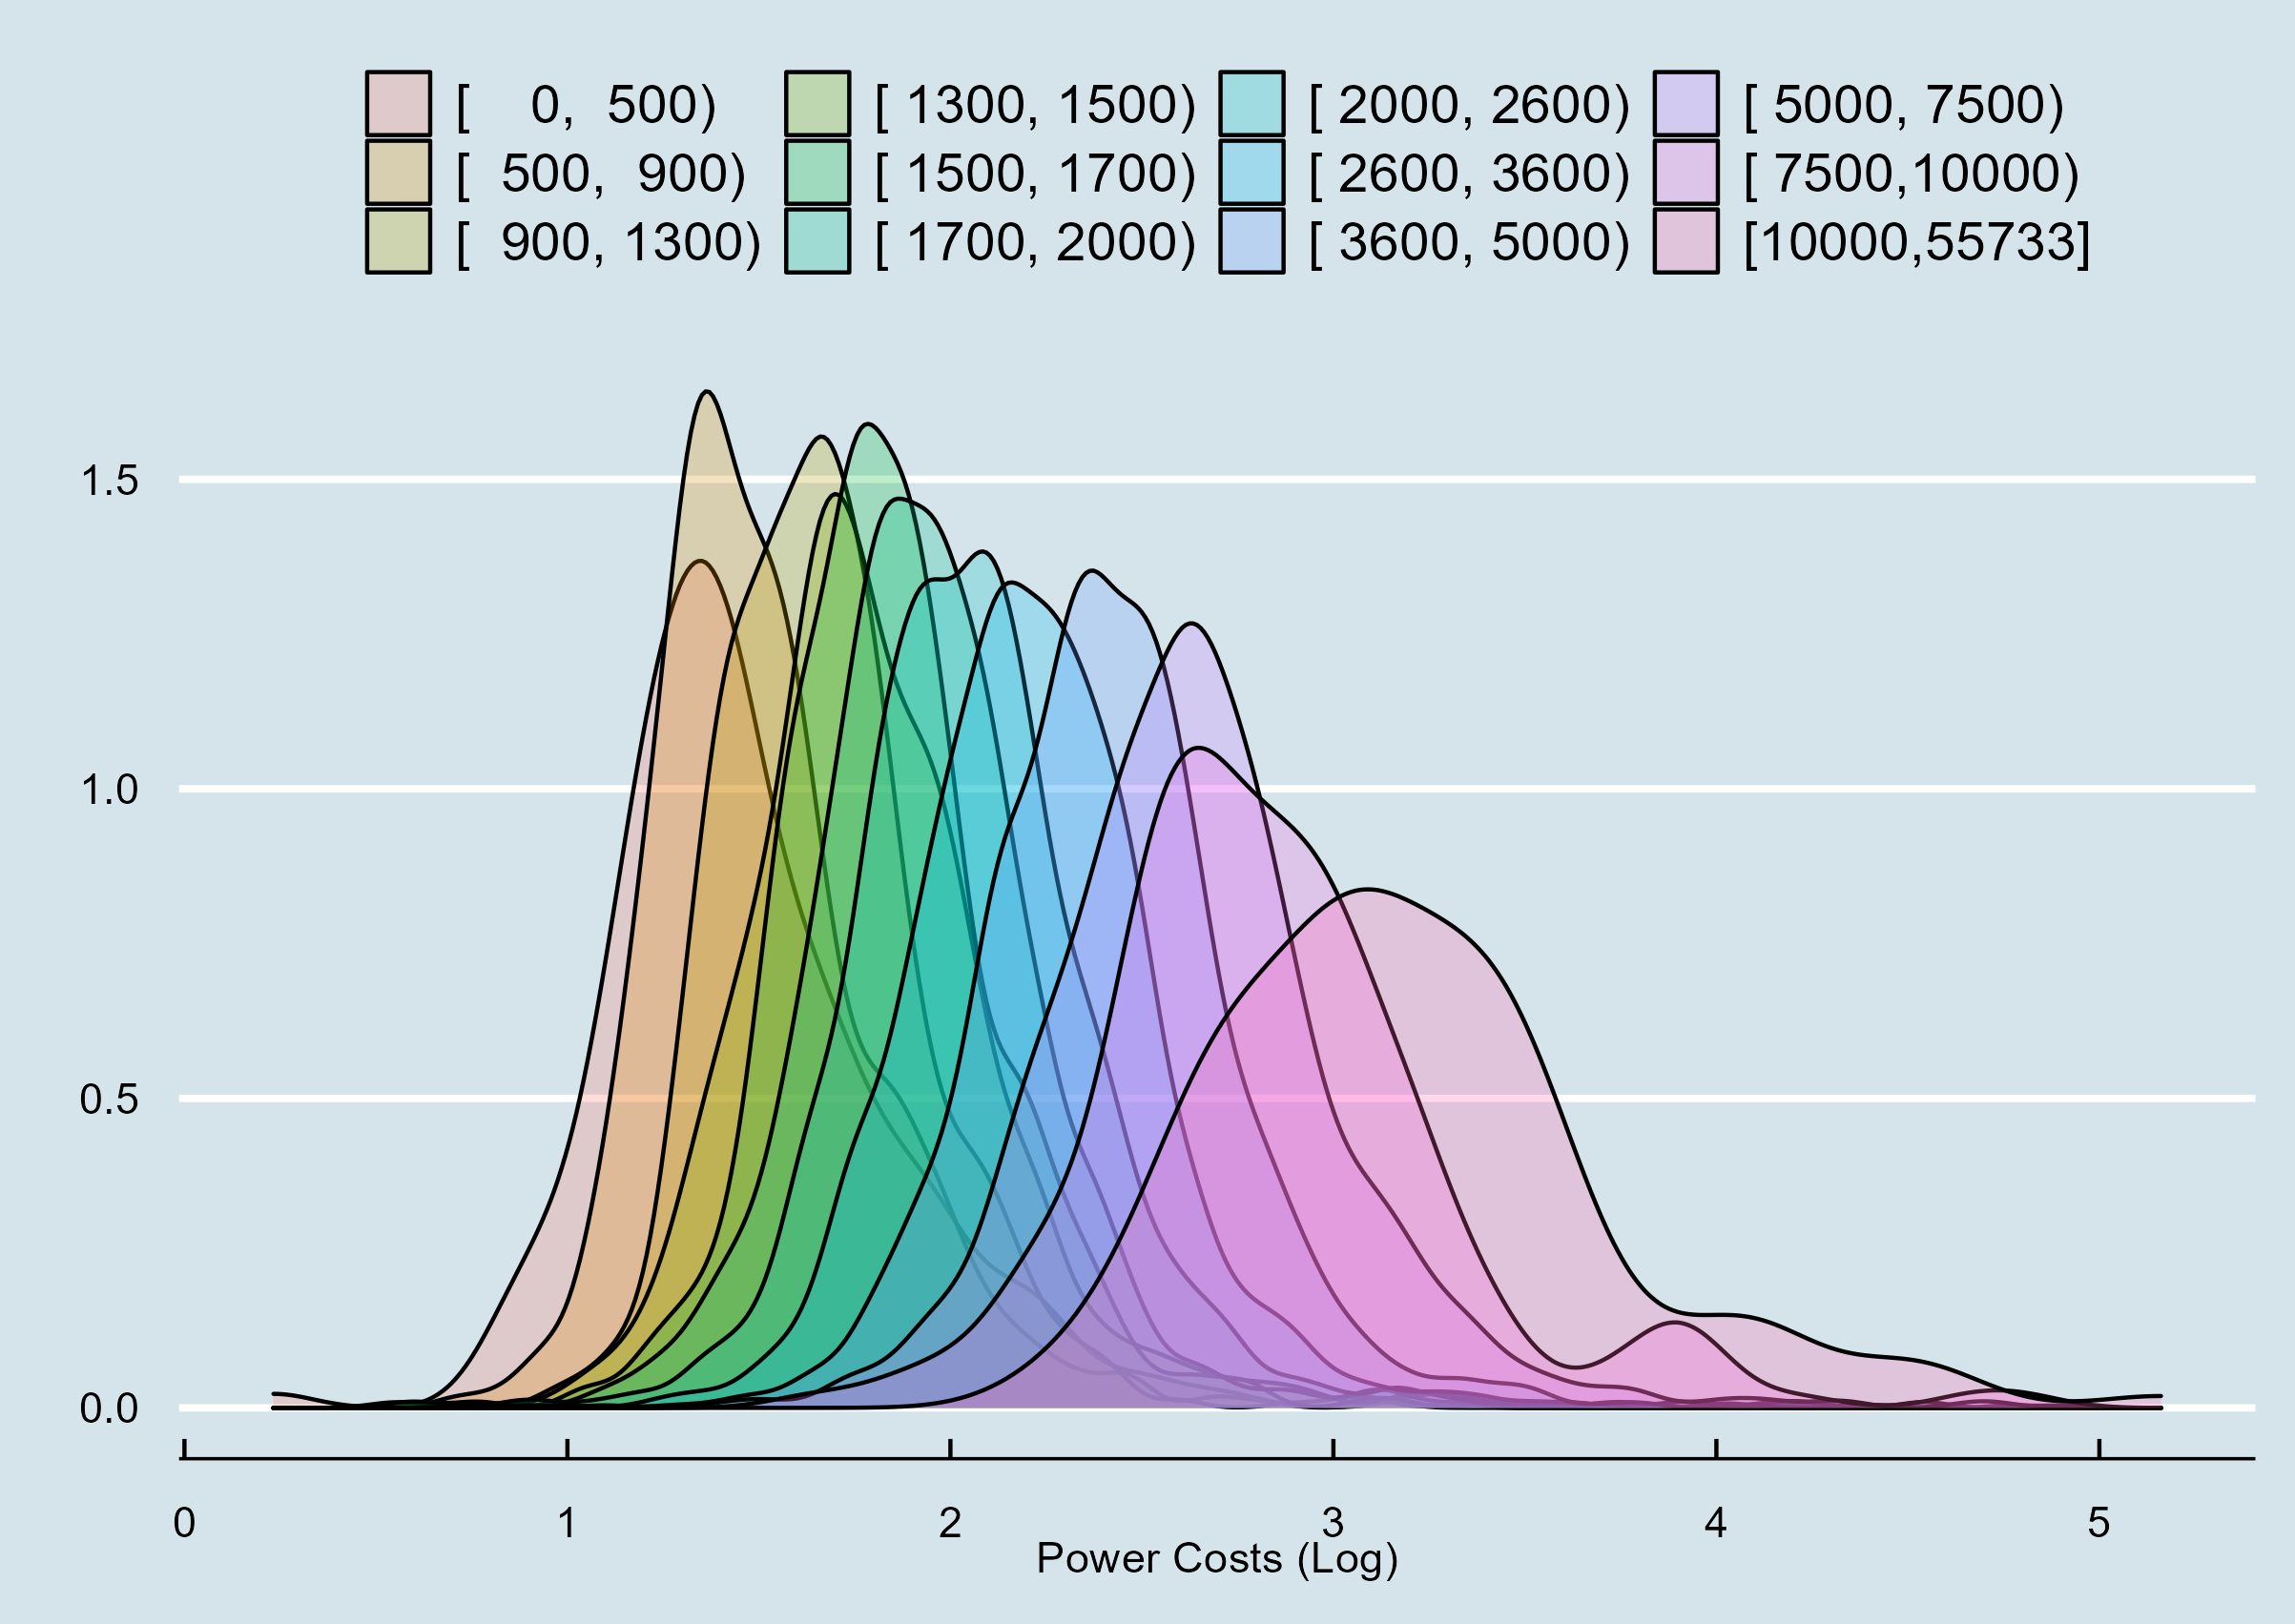 [    0,  500) [ 1300, 1500) [ 2000, 2600) [ 5000, 7500)
[  500,  900) [ 1500, 1700) [ 2600, 3600) [ 7500,10000)
[  900, 1300) [ 1700, 2000) [ 3600, 5000) [10000,55733]
1.5
1.0
0.5
0.0
0 1 2 3 4 5
Power Costs (Log)